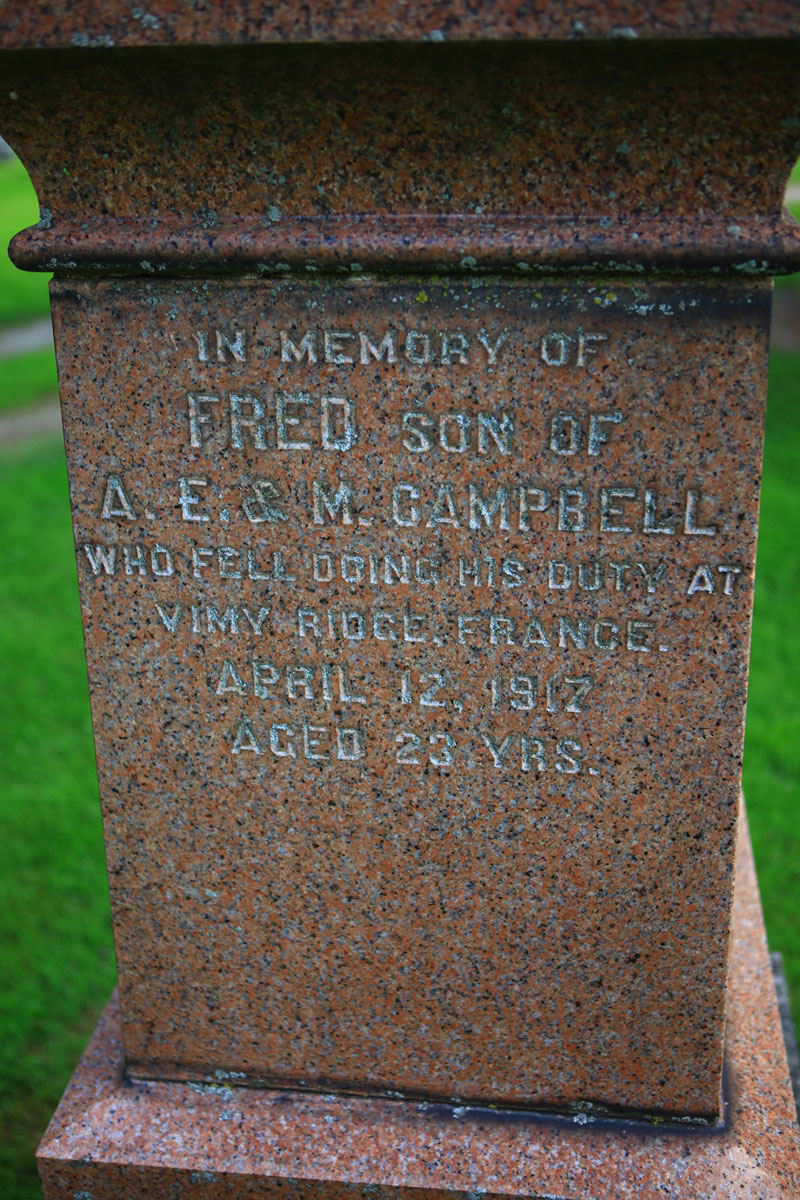 IN MEMORY OF
FRED SON OF
A. E. & M. CAMPBELL
WHO FELL DOING HIS DUTY AT
VIMY RIDGE, FRANCE.
APRIL 12, 1917
AGED 23 YRS.